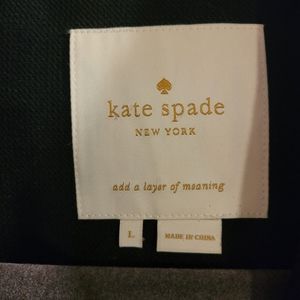 kate spade
NEW YORK
add a layer of meaning
L
MADE IN CHINA